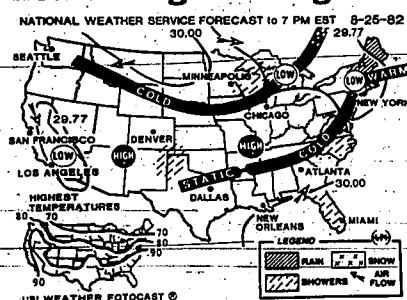 NATIONAL WEATHER SERVICE FORECAST to 7 PM EST 8-25-82
30.00
29.77
SEATTLE
COLD
MINNEAPOLIS
LOW
LOW
WARM
NEW YORK
CHICAGO
29.77
SAN FRANCISCO
LOW
LOS ANGELES
DENVER
HIGH
HIGH
COLD
STATIC
ATLANTA
DALLAS
30.00
HIGHEST
TEMPERATURES
80
70
70
80
90
90
NEW
ORLEANS
MIAMI
LEGEND
RAIN
SNOW
SHOWERS
AIR
FLOW
UPI WEATHER FOTOCAST ®